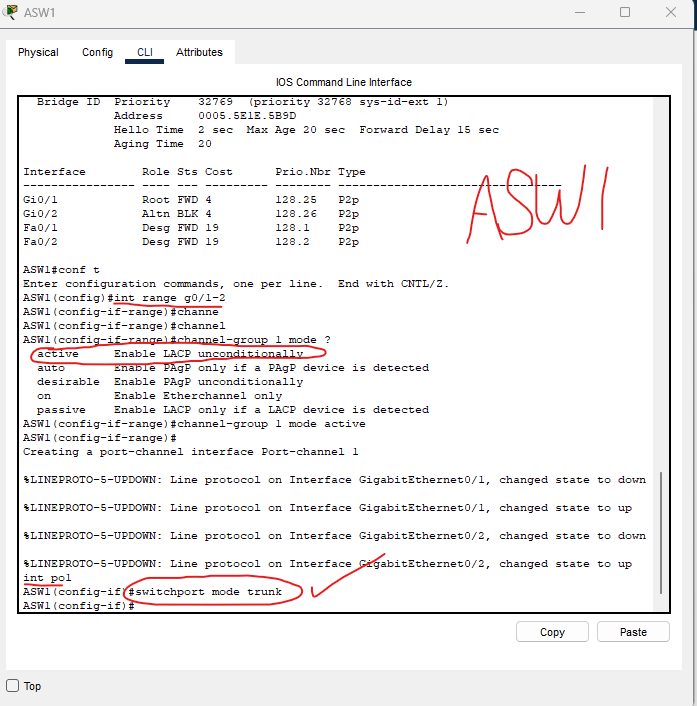 ASW1
Physical Config CLI Attributes
IOS Command Line Interface
Bridge ID  Priority    32769  (priority 32768 sys-id-ext 1)
Address     0005.5E1E.5B9D
Hello Time  2 sec  Max Age 20 sec  Forward Delay 15 sec
Aging Time  20
Interface        Role Sts Cost      Prio.Nbr Type
---------------- ---- --- --------- -------- --------------------------------
Gi0/1            Root FWD 4         128.25   P2p
Gi0/2            Altn BLK 4         128.26   P2p
Fa0/1            Desg FWD 19        128.1    P2p
Fa0/2            Desg FWD 19        128.2    P2p
ASW1
ASW1#conf t
Enter configuration commands, one per line.  End with CNTL/Z.
ASW1(config)#int range g0/1-2
ASW1(config-if-range)#channe
ASW1(config-if-range)#channel
ASW1(config-if-range)#channel-group 1 mode ?
active     Enable LACP unconditionally
auto       Enable PAgP only if a PAgP device is detected
desirable  Enable PAgP unconditionally
on         Enable Etherchannel only
passive    Enable LACP only if a LACP device is detected
ASW1(config-if-range)#channel-group 1 mode active
ASW1(config-if-range)#
Creating a port-channel interface Port-channel 1
%LINEPROTO-5-UPDOWN: Line protocol on Interface GigabitEthernet0/1, changed state to down
%LINEPROTO-5-UPDOWN: Line protocol on Interface GigabitEthernet0/1, changed state to up
%LINEPROTO-5-UPDOWN: Line protocol on Interface GigabitEthernet0/2, changed state to down
%LINEPROTO-5-UPDOWN: Line protocol on Interface GigabitEthernet0/2, changed state to up
int po1
ASW1(config-if)#switchport mode trunk
ASW1(config-if)#
Copy Paste
Top